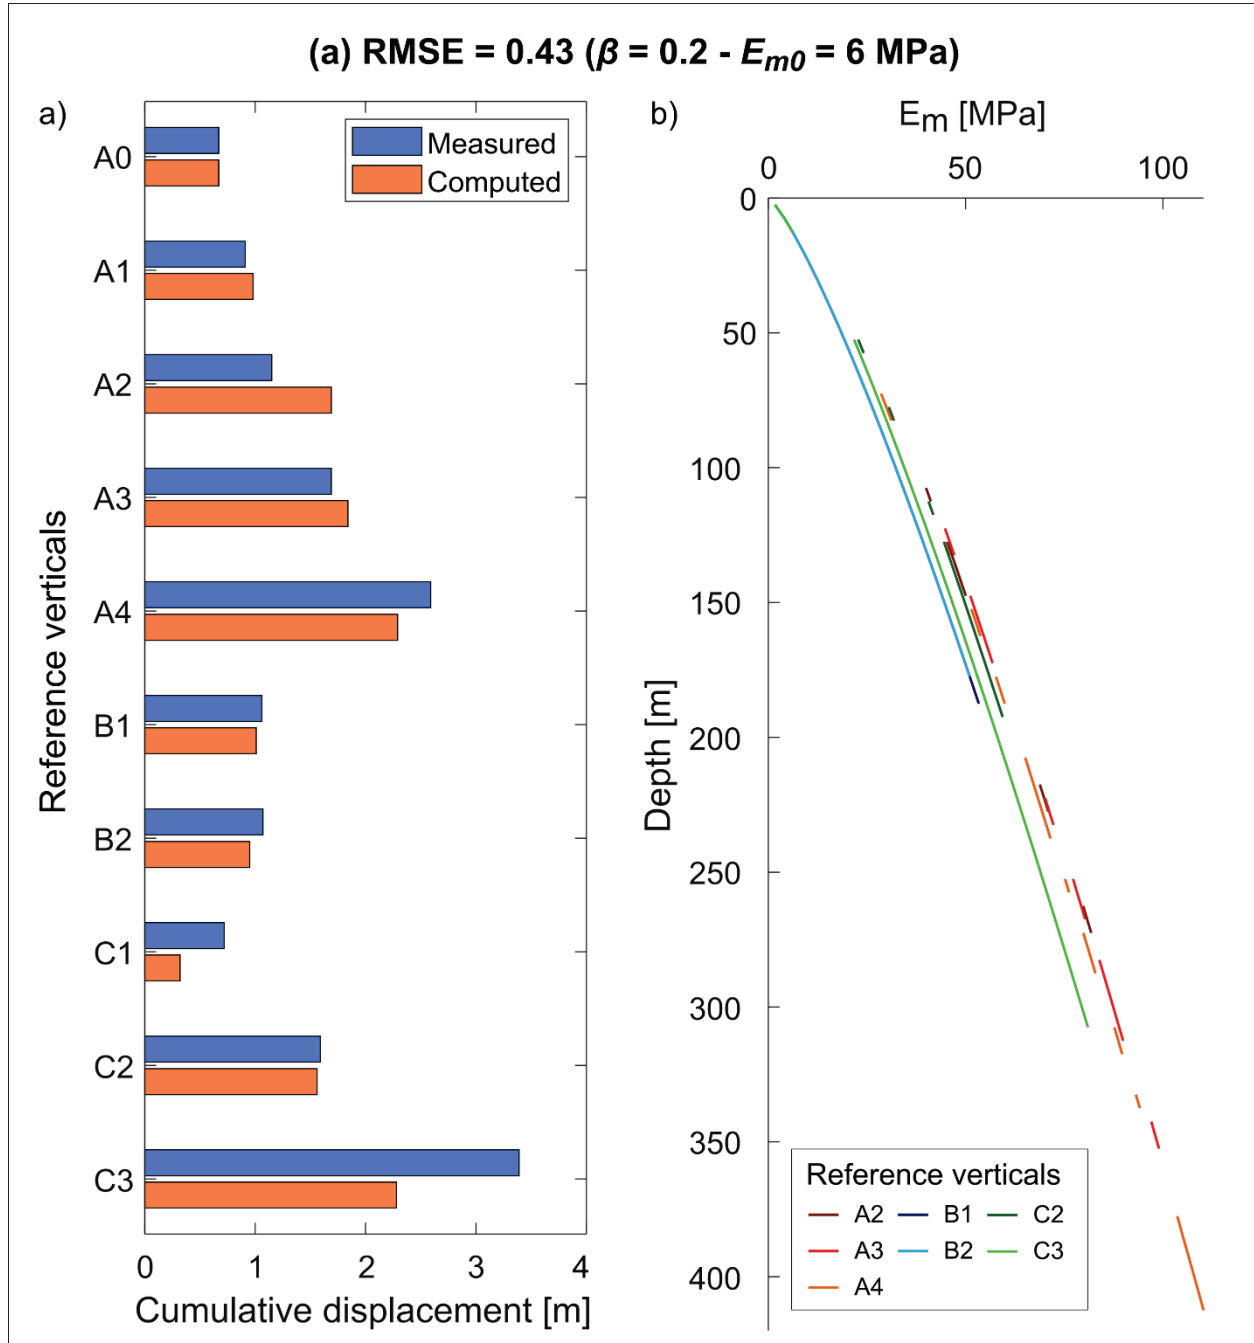 (a) RMSE = 0.43 (β = 0.2 - Em0 = 6 MPa)
a)
Measured
Computed
Reference verticals
A0
A1
A2
A3
A4
B1
B2
C1
C2
C3
0 1 2 3 4
Cumulative displacement [m]
b)
Em [MPa]
0 50 100
Depth [m]
0
50
100
150
200
250
300
350
400
Reference verticals
A2 B1 C2
A3 B2 C3
A4